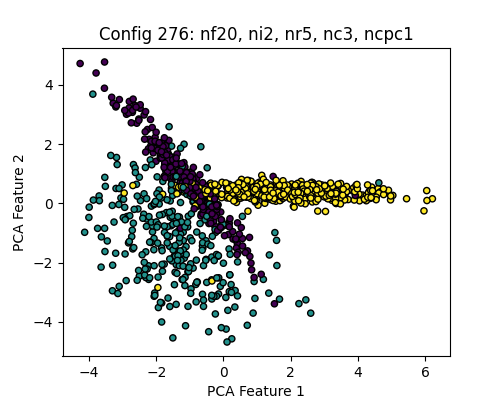 Config 276: nf20, ni2, nr5, nc3, ncpc1
PCA Feature 2
4
2
0
−2
−4
−4 −2 0 2 4 6
PCA Feature 1